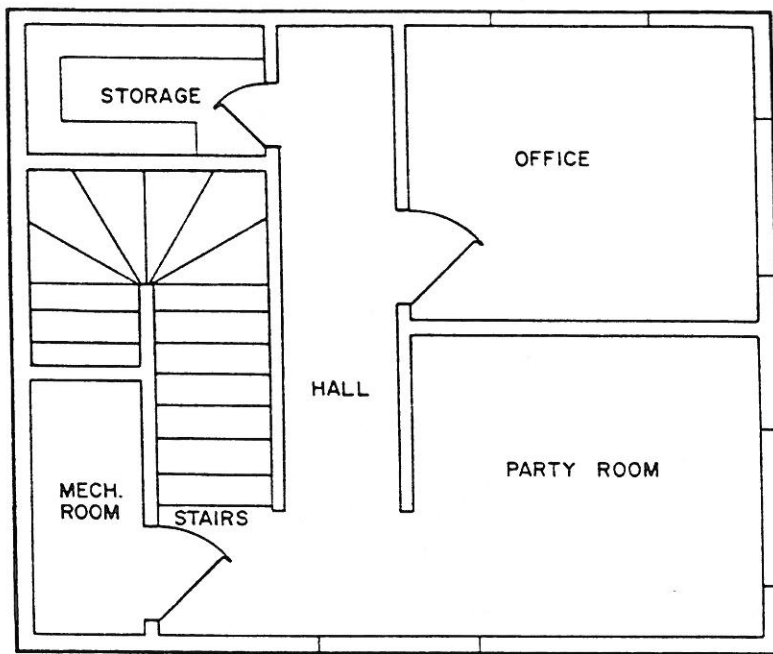 STORAGE
OFFICE
HALL
PARTY ROOM
MECH.
ROOM
STAIRS